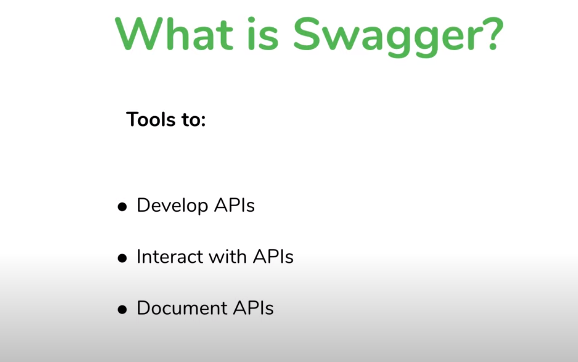 What is Swagger?
Tools to:
● Develop APIs
● Interact with APIs
● Document APIs